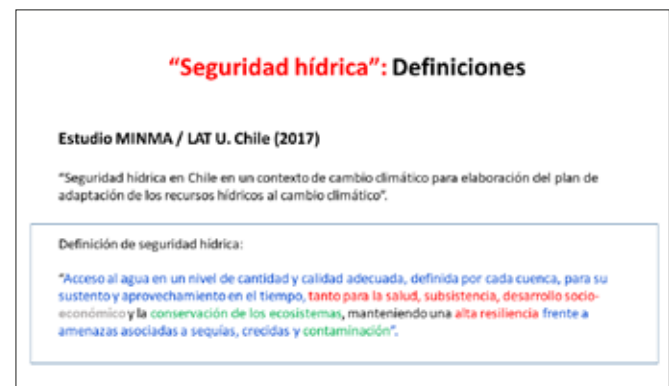 “Seguridad hídrica”: Definiciones
Estudio MINMA / LAT U. Chile (2017)
“Seguridad hídrica en Chile en un contexto de cambio climático para elaboración del plan de
adaptación de los recursos hídricos al cambio climático”.
Definición de seguridad hídrica:
“Acceso al agua en un nivel de cantidad y calidad adecuada, definida por cada cuenca, para su
sustento y aprovechamiento en el tiempo, tanto para la salud, subsistencia, desarrollo socio-
económico y la conservación de los ecosistemas, manteniendo una alta resiliencia frente a
amenazas asociadas a sequías, crecidas y contaminación”.